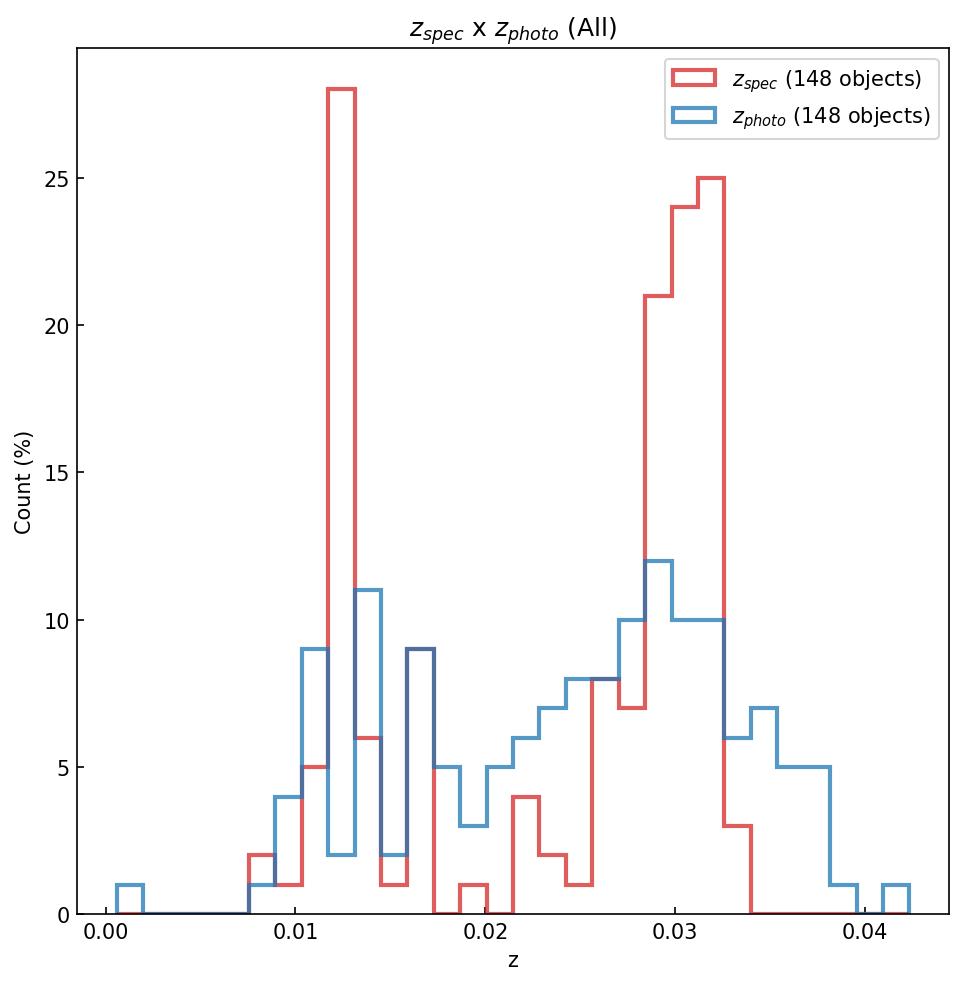 z_spec x z_photo (All)
z_spec (148 objects)
z_photo (148 objects)
Count (%)
25
20
15
10
5
0
0.00 0.01 0.02 0.03 0.04
z